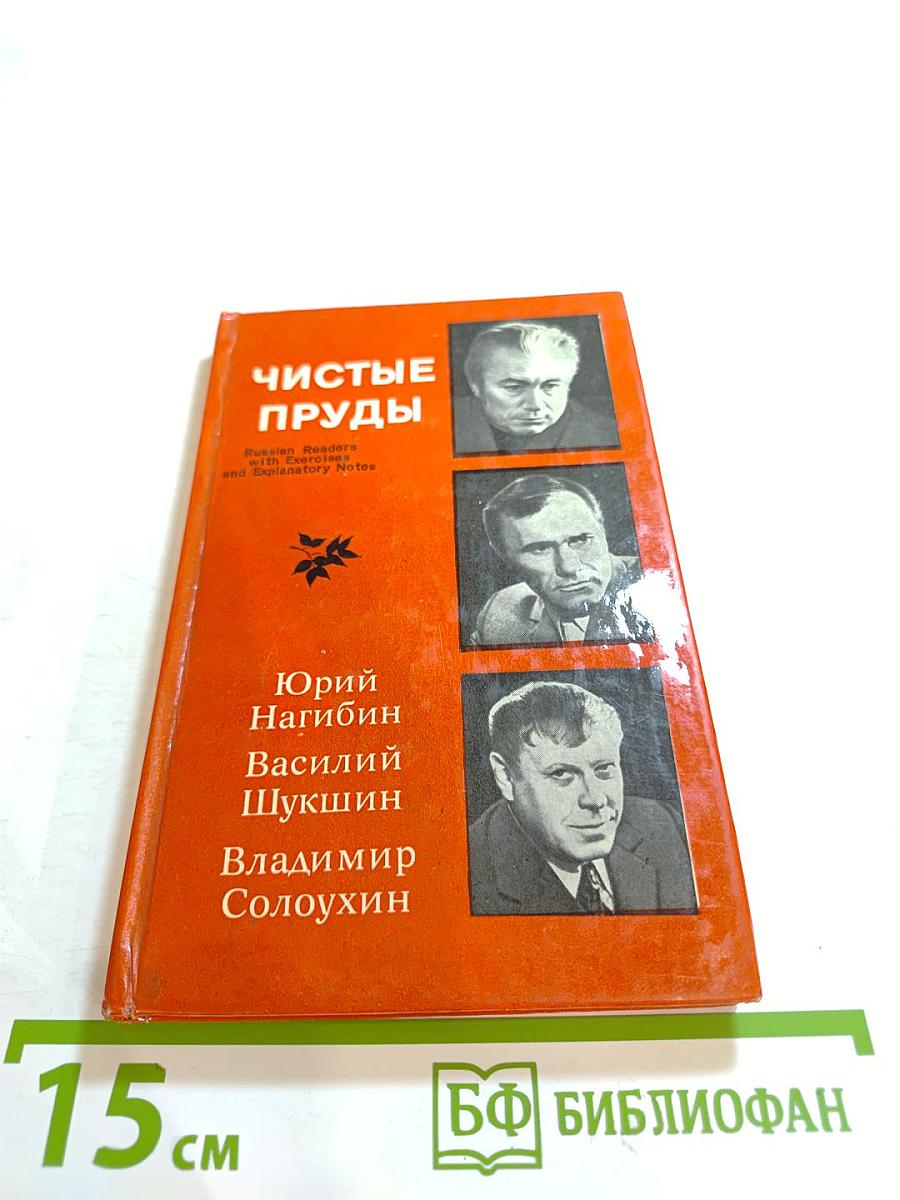 ЧИСТЫЕ
ПРУДЫ
Russian Readers
with Exercises
and Explanatory Notes
Юрий
Нагибин
Василий
Шукшин
Владимир
Солоухин
15 см
БФ БИБЛИОФАН